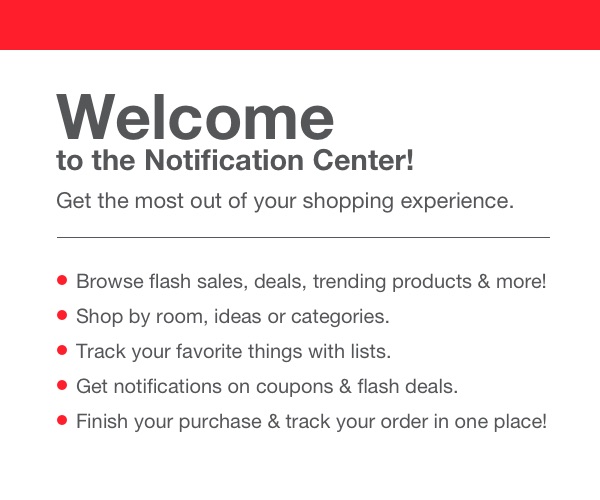 Welcome
to the Notification Center!
Get the most out of your shopping experience.
Browse flash sales, deals, trending products & more!
Shop by room, ideas or categories.
Track your favorite things with lists.
Get notifications on coupons & flash deals.
Finish your purchase & track your order in one place!